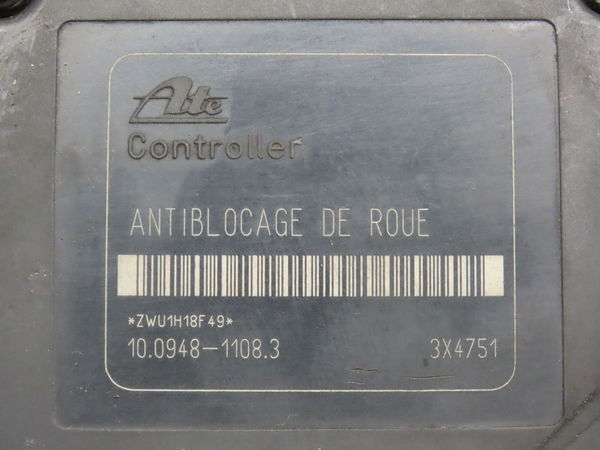 Ate
Controller
ANTIBLOCAGE DE ROUE
*ZWU1H18F49*
10.0948-1108.3 3X4751